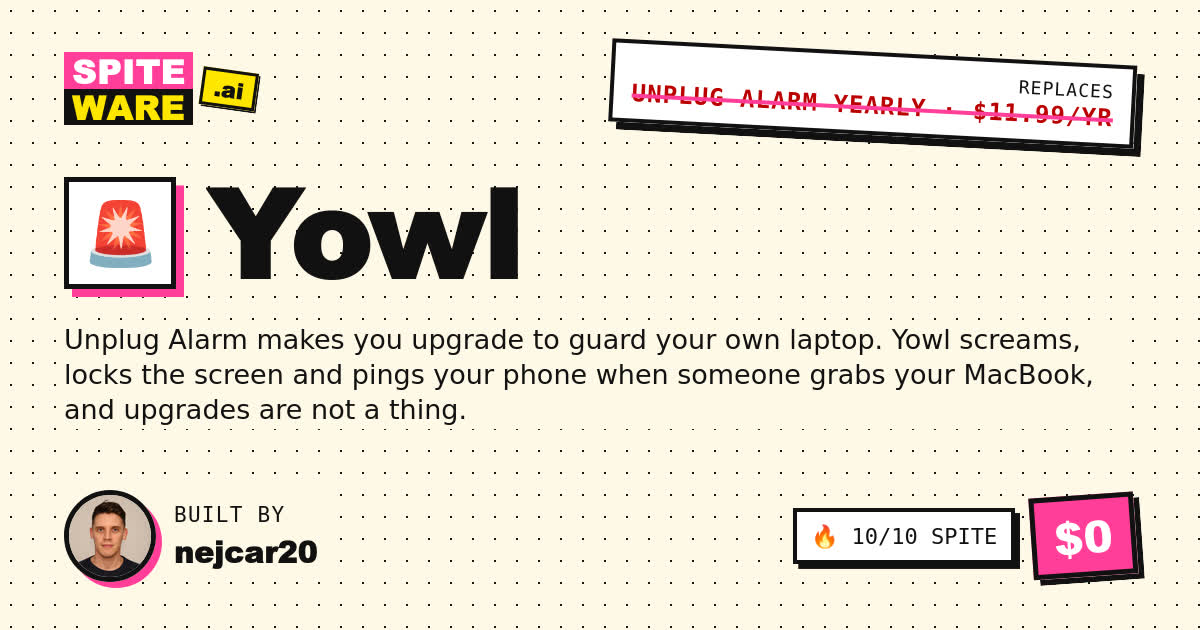 SPITE
WARE
.ai
REPLACES
UNPLUG ALARM YEARLY · $11.99/YR
Yowl
Unplug Alarm makes you upgrade to guard your own laptop. Yowl screams,
locks the screen and pings your phone when someone grabs your MacBook,
and upgrades are not a thing.
BUILT BY
nejcar20
10/10 SPITE
$0